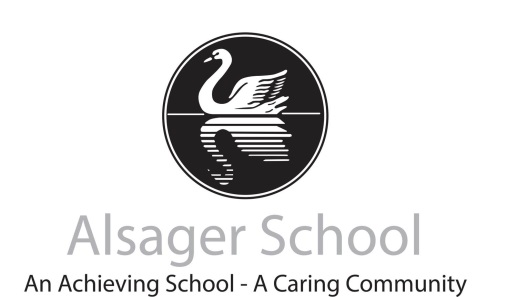 Alsager School
An Achieving School - A Caring Community